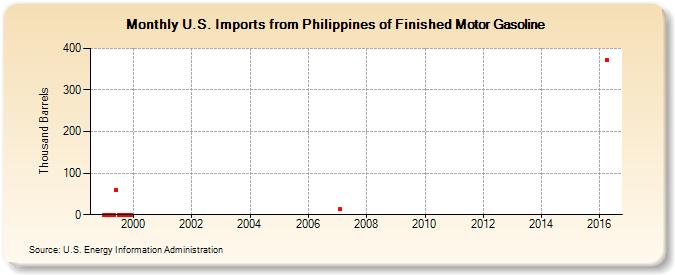 Monthly U.S. Imports from Philippines of Finished Motor Gasoline
Thousand Barrels
400
300
200
100
0
2000 2002 2004 2006 2008 2010 2012 2014 2016
Source: U.S. Energy Information Administration